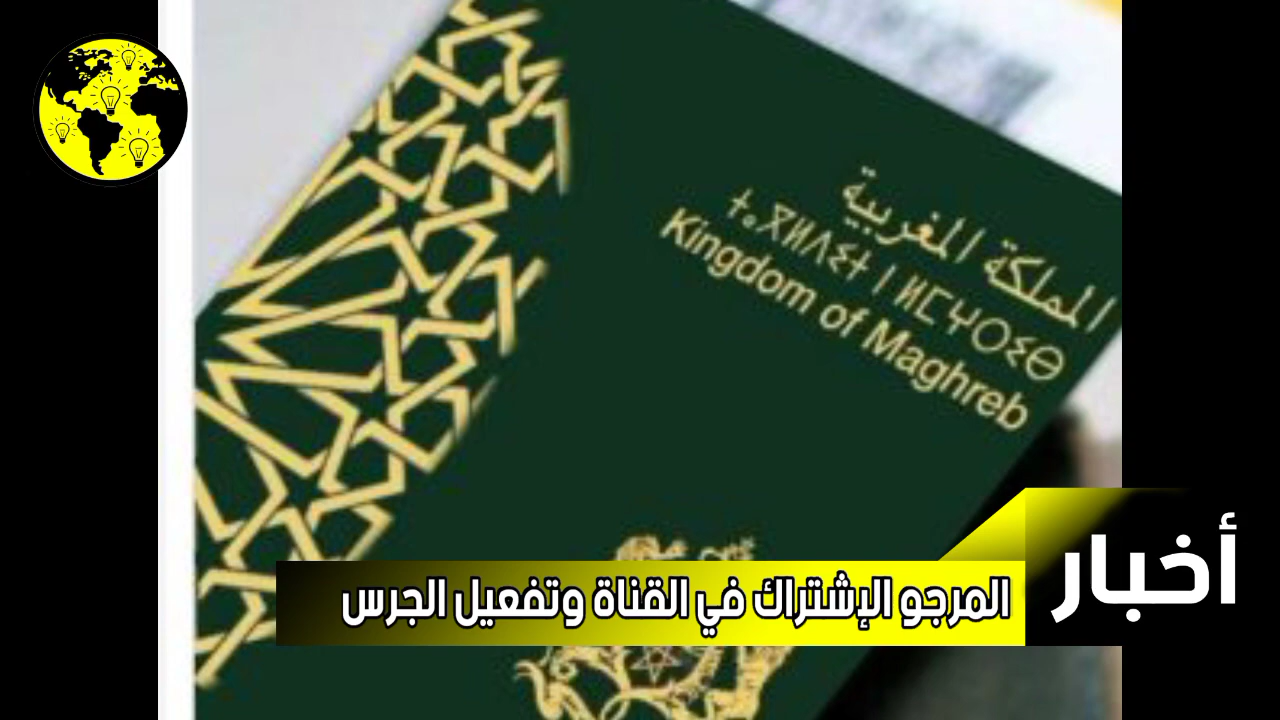 المملكة المغربية
ⵜⴰⴳⵍⴷⵉⵜ ⵏ ⵍⵎⵖⵔⵉⴱ
Kingdom of Maghreb
أخبار
المرجو الإشتراك في القناة وتفعيل الجرس